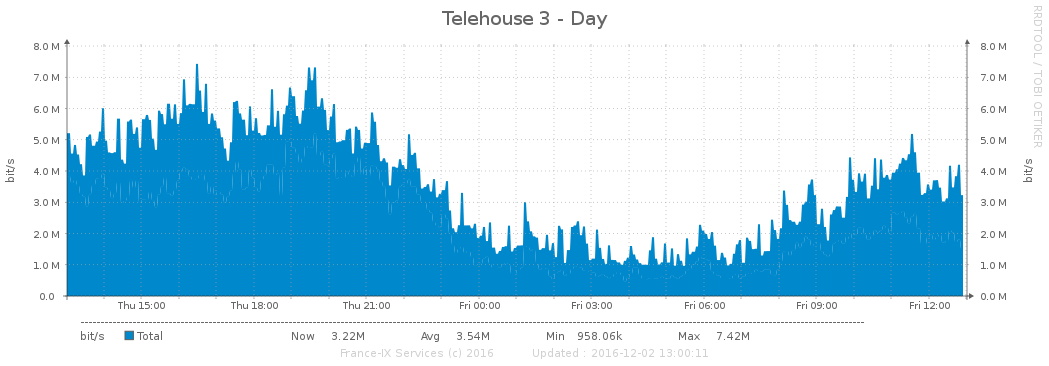 Telehouse 3 - Day
RRDTOOL / TOBI OETIKER
bit/s
bit/s
8.0 M 8.0 M
7.0 M 7.0 M
6.0 M 6.0 M
5.0 M 5.0 M
4.0 M 4.0 M
3.0 M 3.0 M
2.0 M 2.0 M
1.0 M 1.0 M
0.0 0.0 M
Thu 15:00 Thu 18:00 Thu 21:00 Fri 00:00 Fri 03:00 Fri 06:00 Fri 09:00 Fri 12:00
bit/s Total Now 3.22M Avg 3.54M Min 958.06k Max 7.42M
France-IX Services (c) 2016 Updated : 2016-12-02 13:00:11